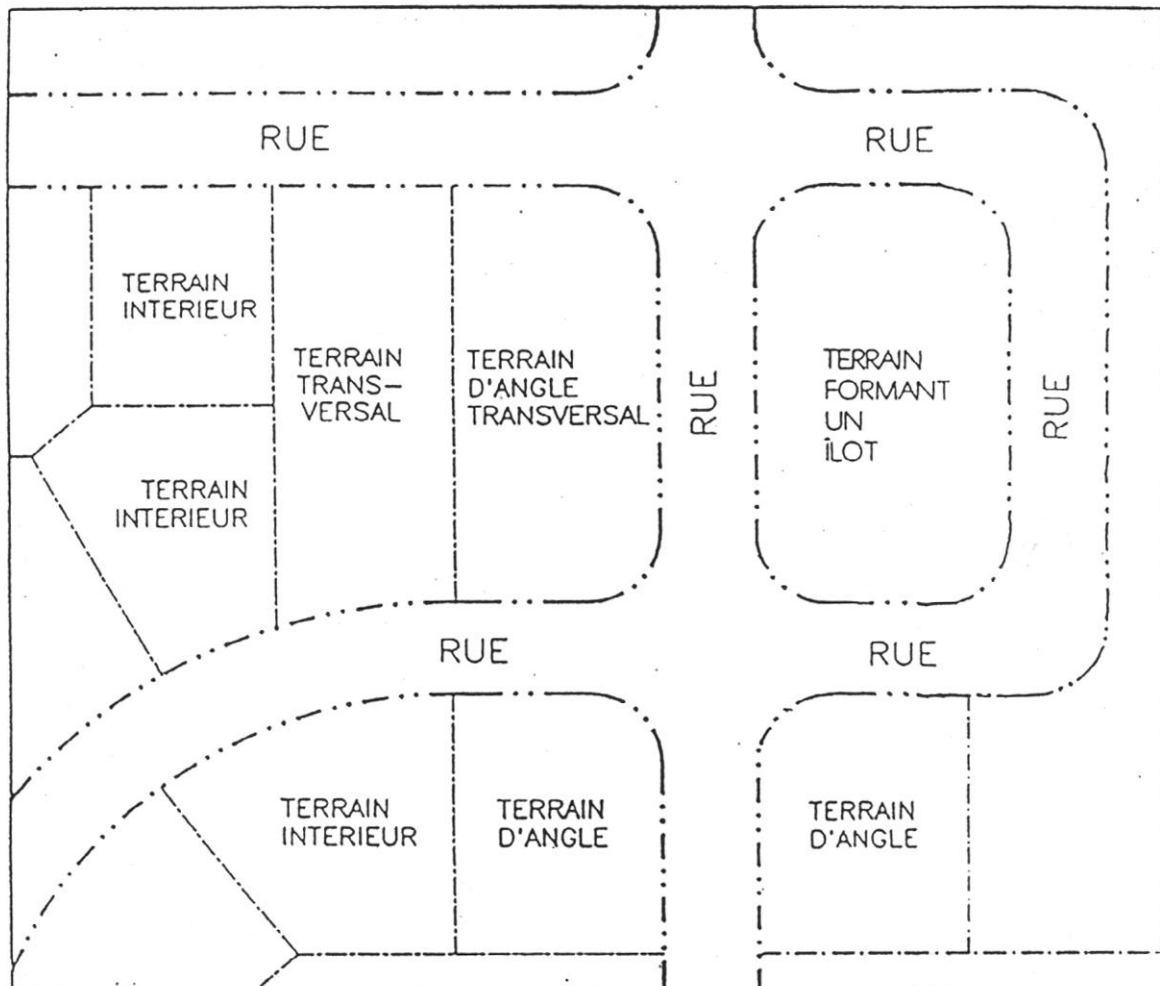 RUE
RUE
TERRAIN
INTERIEUR
TERRAIN
TRANS-
VERSAL
TERRAIN
D'ANGLE
TRANSVERSAL
RUE
TERRAIN
FORMANT
UN
ÎLOT
RUE
TERRAIN
INTERIEUR
RUE
RUE
TERRAIN
INTERIEUR
TERRAIN
D'ANGLE
TERRAIN
D'ANGLE